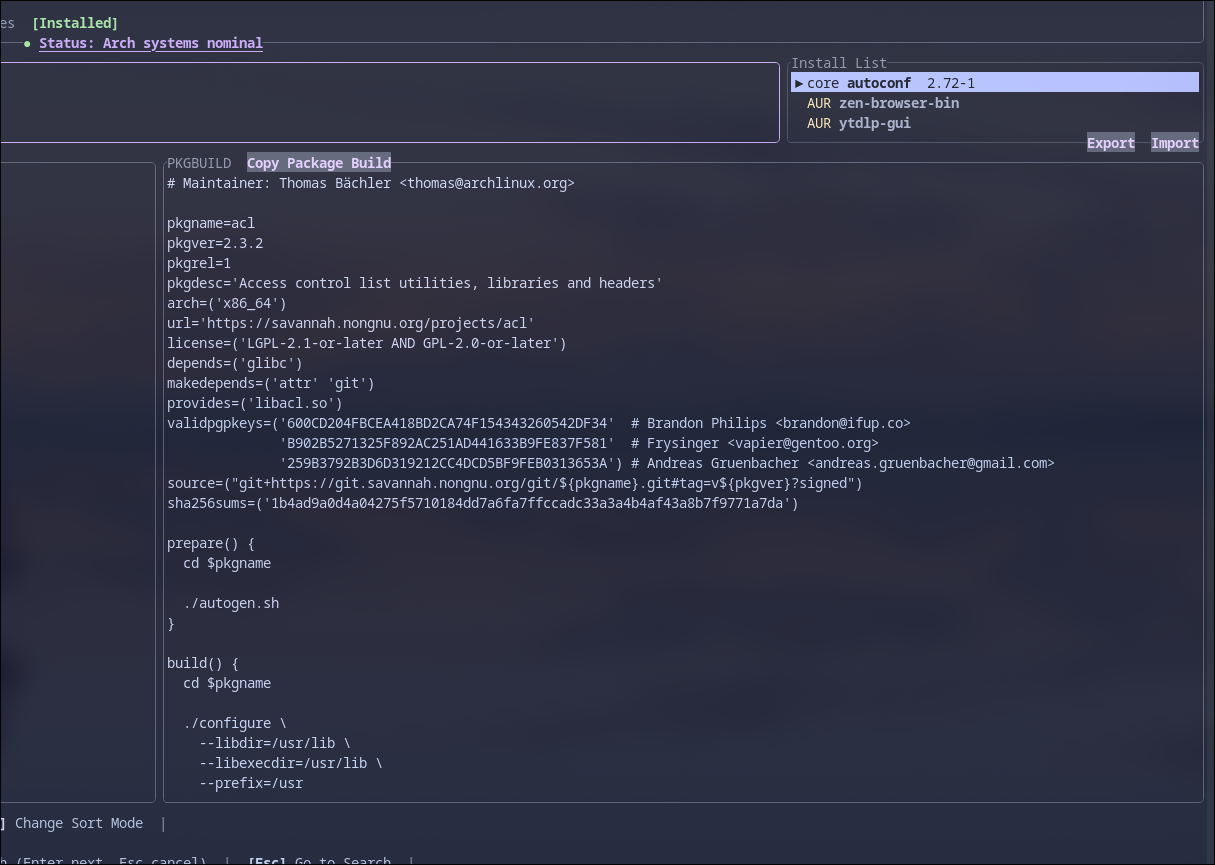 es  [Installed]
● Status: Arch systems nominal
Install List
▶ core autoconf  2.72-1
AUR zen-browser-bin
AUR ytdlp-gui
Export  Import
PKGBUILD  Copy Package Build
# Maintainer: Thomas Bächler <thomas@archlinux.org>

pkgname=acl
pkgver=2.3.2
pkgrel=1
pkgdesc='Access control list utilities, libraries and headers'
arch=('x86_64')
url='https://savannah.nongnu.org/projects/acl'
license=('LGPL-2.1-or-later AND GPL-2.0-or-later')
depends=('glibc')
makedepends=('attr' 'git')
provides=('libacl.so')
validpgpkeys=('600CD204FBCEA418BD2CA74F154343260542DF34'  # Brandon Philips <brandon@ifup.co>
              'B902B5271325F892AC251AD441633B9FE837F581'  # Frysinger <vapier@gentoo.org>
              '259B3792B3D6D319212CC4DCD5BF9FEB0313653A') # Andreas Gruenbacher <andreas.gruenbacher@gmail.com>
source=("git+https://git.savannah.nongnu.org/git/${pkgname}.git#tag=v${pkgver}?signed")
sha256sums=('1b4ad9a0d4a04275f5710184dd7a6fa7ffccadc33a3a4b4af43a8b7f9771a7da')

prepare() {
  cd $pkgname

  ./autogen.sh
}

build() {
  cd $pkgname

  ./configure \
    --libdir=/usr/lib \
    --libexecdir=/usr/lib \
    --prefix=/usr
] Change Sort Mode  |
h (Enter next, Esc cancel)  |  [Esc] Go to Search  |